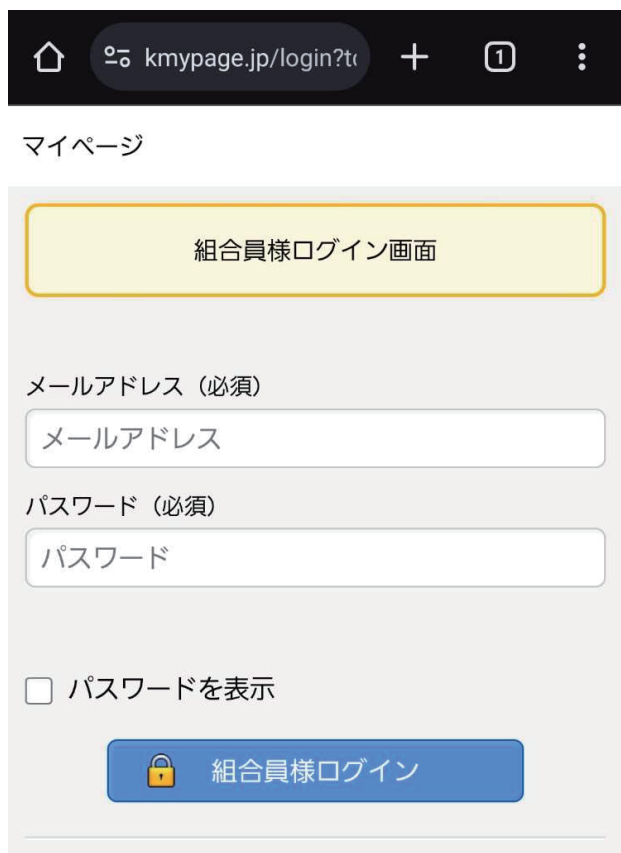 kmypage.jp/login?to
1
マイページ
組合員様ログイン画面
メールアドレス（必須）
メールアドレス
パスワード（必須）
パスワード
パスワードを表示
組合員様ログイン